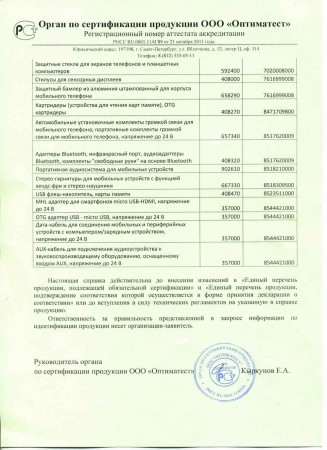 Орган по сертификации продукции ООО «Оптиматест»
Регистрационный номер аттестата аккредитации
РОСС RU.0001.11АГ99 от 21 октября 2011 года
Юридический адрес: 197198, г. Санкт-Петербург, ул. Яблочкова, д. 12, литер Ц, оф. 314
Телефон: 8 (812) 335-03-11
Защитные стекла для экранов телефонов и планшетных
компьютеров 592400 7020008000
Стилусы для сенсорных дисплеев 408000 7616999008
Защитный бампер из алюминия штампованный для корпуса
мобильного телефона 658290 7616999008
Картридеры (устройства для чтения карт памяти), OTG
картридеры 408270 8471709800
Автомобильные установочные комплекты громкой связи для
мобильного телефона; портативные комплекты громкой
связи для мобильного телефона, напряжение до 24 В 657340 8517620009
Адаптеры Bluetooth, инфракрасный порт, аудиоадаптеры
Bluetooth, комплекты "свободные руки" на основе Bluetooth 408320 8517620009
Портативная аудиосистема для мобильных устройств 902610 8518210000
Стерео-гарнитуры для мобильных устройств с функцией
хендс-фри и стерео-наушники 667330 8518309500
USB флеш-накопитель, карты памяти 408740 8523511000
MHL адаптер для смартфонов micro USB-HDMI, напряжение
до 24 В 357000 8544421000
OTG адаптер USB - micro USB, напряжение до 24 В 357000 8544421000
Дата-кабель для соединения мобильных и периферийных
устройств с компьютером/зарядным устройством,
напряжение до 24 В 357000 8544421000
AUX-кабель для подключения аудиоустройства к
звуковоспроизводящему оборудованию, оснащенному
входом AUX, напряжение до 24 В 357000 8544421000
Настоящая справка действительна до внесения изменений в «Единый перечень
продукции, подлежащей обязательной сертификации» и «Единый перечень продукции,
подтверждение соответствия которой осуществляется в форме принятия декларации о
соответствии» или до вступления в силу технических регламентов на указанную в справке
продукцию.
Ответственность за правильность представленной в запросе информации по
идентификации продукции несет организация-заявитель.
Руководитель органа
по сертификации продукции ООО «Оптиматест» Кыркунов Е.А.